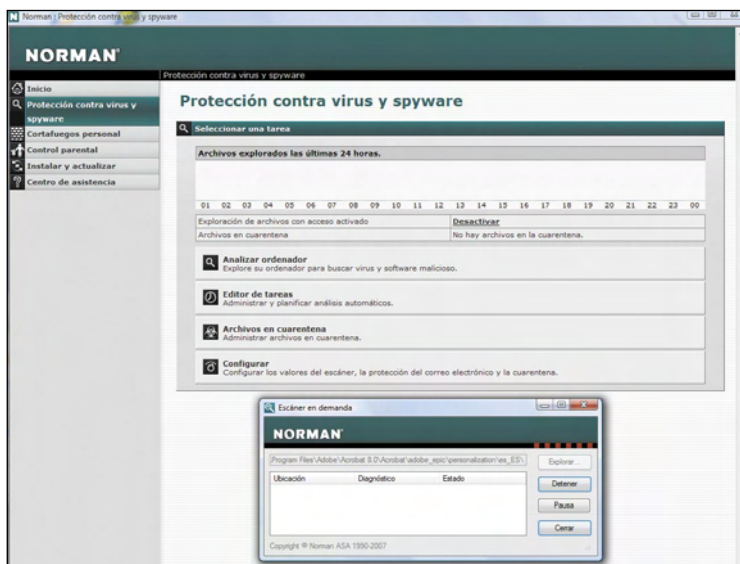 Norman : Protección contra virus y spyware
NORMAN
Protección contra virus y spyware
Inicio
Protección contra virus y
spyware
Cortafuegos personal
Control parental
Instalar y actualizar
Centro de asistencia
Protección contra virus y spyware
Seleccionar una tarea
Archivos explorados las últimas 24 horas.
01 02 03 04 05 06 07 08 09 10 11 12 13 14 15 16 17 18 19 20 21 22 23 00
Exploración de archivos con acceso activado Desactivar
Archivos en cuarentena No hay archivos en la cuarentena.
Analizar ordenador
Explore su ordenador para buscar virus y software malicioso.
Editor de tareas
Administrar y planificar análisis automáticos.
Archivos en cuarentena
Administrar archivos en cuarentena.
Configurar
Configurar los valores del escáner, la protección del correo electrónico y la cuarentena.
Escáner en demanda
NORMAN
Program Files\Adobe\Acrobat 8.0\Acrobat\adobe_epic\personalization\es_ES\
Explorar...
Ubicación Diagnóstico Estado
Detener
Pausa
Cerrar
Copyright © Norman ASA 1990-2007